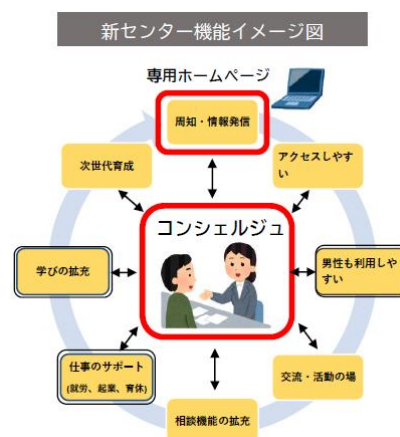 新センター機能イメージ図
専用ホームページ
周知・情報発信
次世代育成
アクセスしやす
い
コンシェルジュ
学びの拡充
男性も利用しや
すい
仕事のサポート
(就労、起業、育休)
交流・活動の場
相談機能の拡充